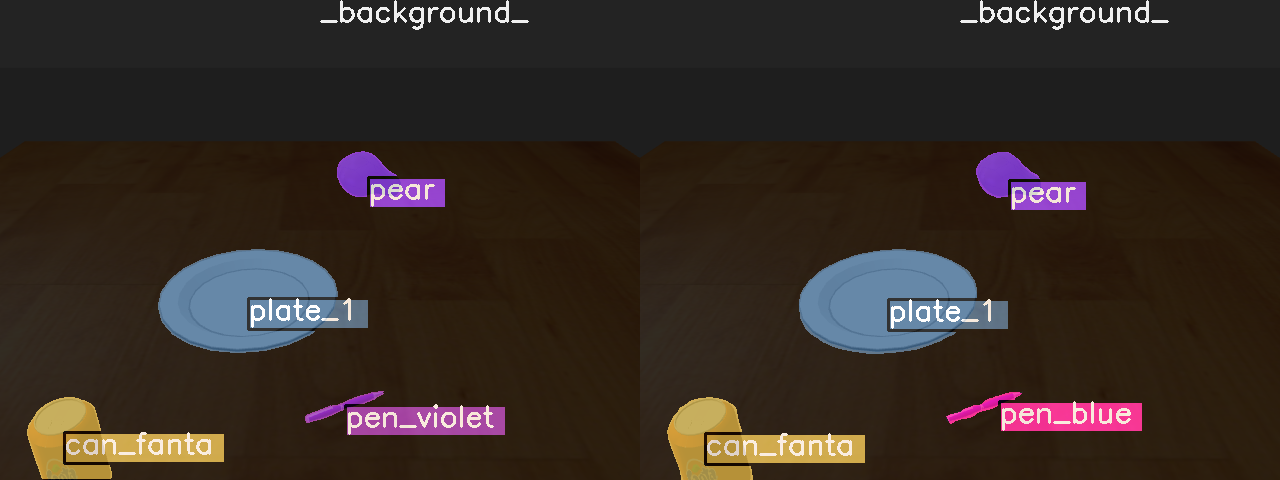 _background_ _background_
pear pear
plate_1 plate_1
pen_violet pen_blue
can_fanta can_fanta